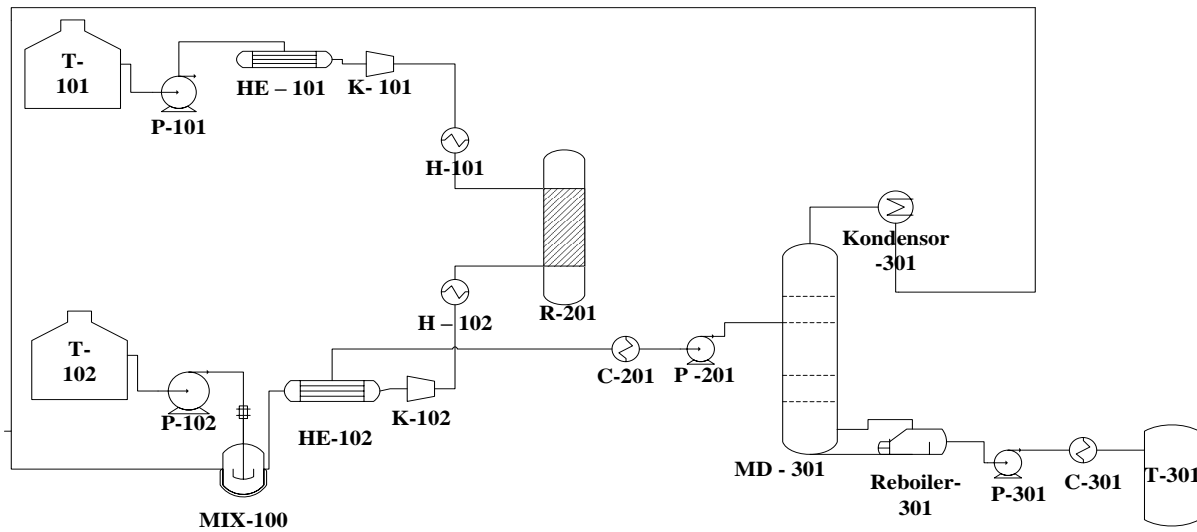 T-
101
HE – 101
K- 101
P-101
H-101
Kondensor
-301
R-201
H – 102
T-
102
C-201
P -201
P-102
K-102
HE-102
MD - 301
Reboiler-
301
P-301
C-301
T-301
MIX-100